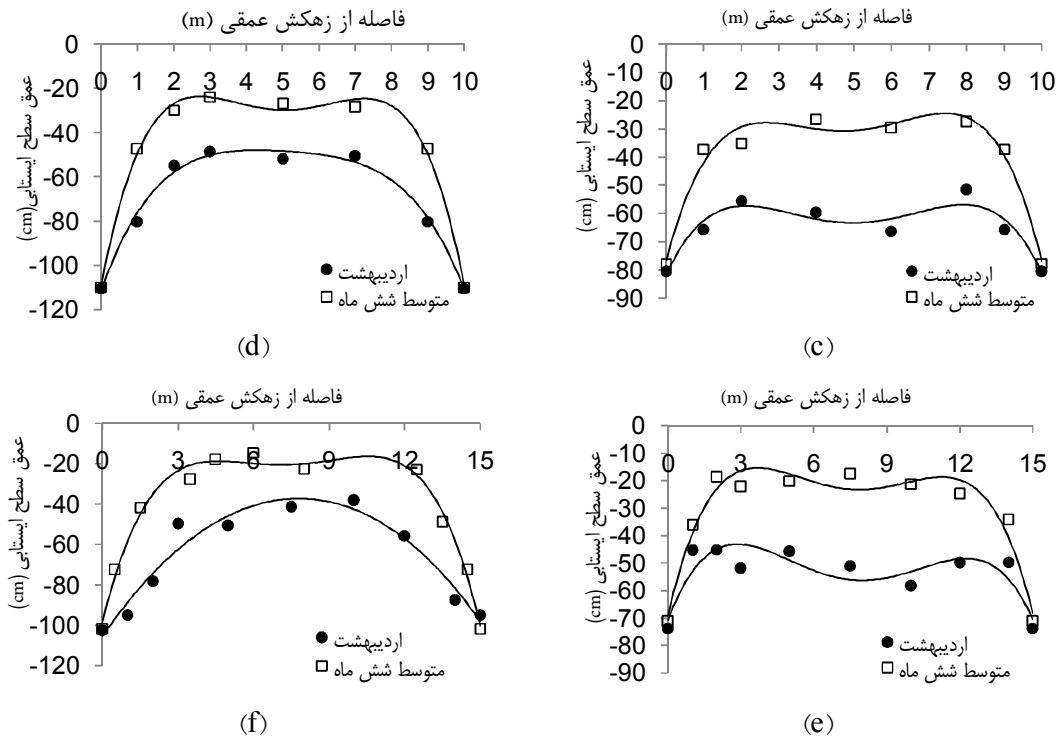 فاصله از زهکش عمقی (m)
0
-20
-40
-60
-80
-100
-120
0 1 2 3 4 5 6 7 8 9 10
عمق سطح ایستابی(cm)
اردیبهشت
متوسط شش ماه
(d)
فاصله از زهکش عمقی (m)
0
-10
-20
-30
-40
-50
-60
-70
-80
-90
0 1 2 3 4 5 6 7 8 9 10
عمق سطح ایستابی (cm)
اردیبهشت
متوسط شش ماه
(c)
فاصله از زهکش عمقی (m)
0
-20
-40
-60
-80
-100
-120
0 3 6 9 12 15
عمق سطح ایستابی (cm)
اردیبهشت
متوسط شش ماه
(f)
فاصله از زهکش عمقی (m)
0
-10
-20
-30
-40
-50
-60
-70
-80
-90
0 3 6 9 12 15
عمق سطح ایستابی (cm)
اردیبهشت
متوسط شش ماه
(e)